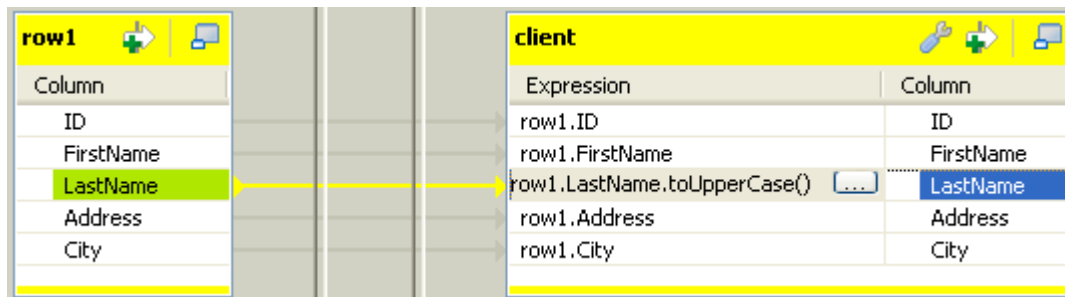 row1 client
Column Expression Column
ID row1.ID ID
FirstName row1.FirstName FirstName
LastName row1.LastName.toUpperCase() ... LastName
Address row1.Address Address
City row1.City City